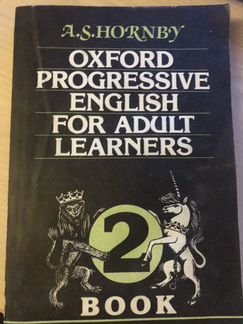 A.S.HORNBY
OXFORD
PROGRESSIVE
ENGLISH
FOR ADULT
LEARNERS
2
BOOK